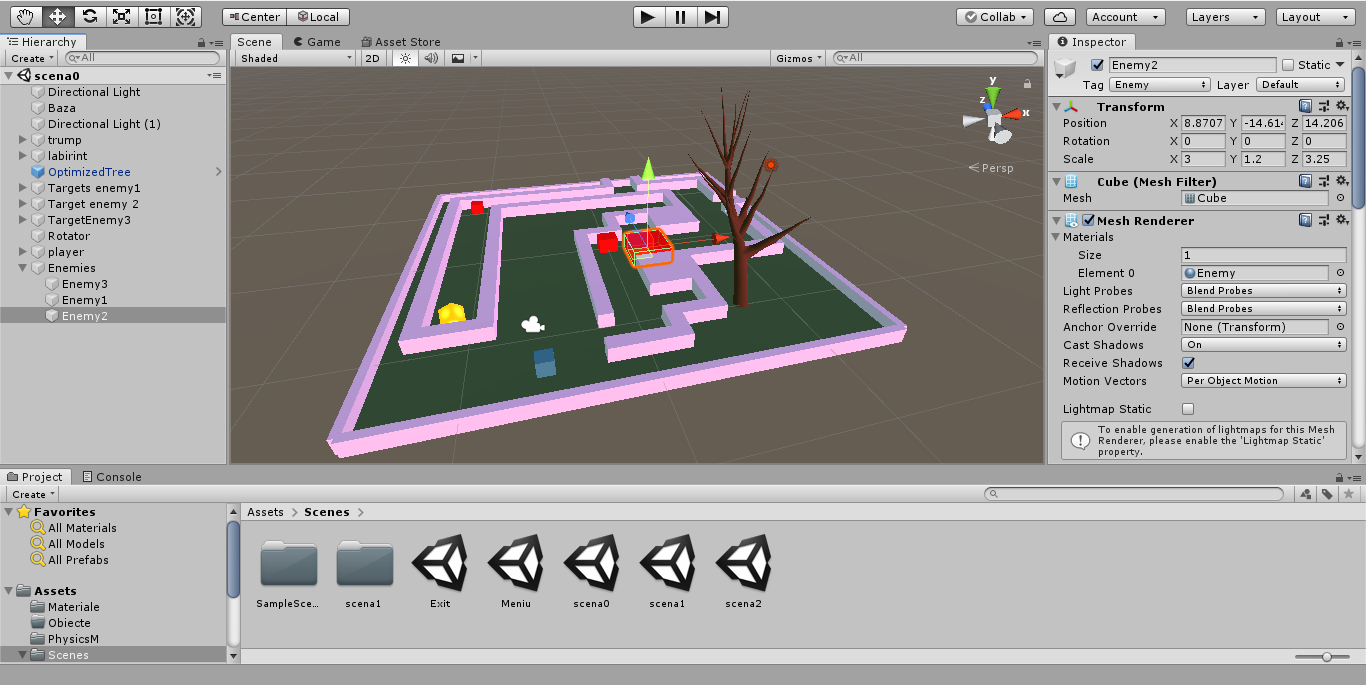 Center Local Collab Account Layers Layout
Hierarchy
Create All
scena0
Directional Light
Baza
Directional Light (1)
trump
labirint
OptimizedTree
Targets enemy1
Target enemy 2
TargetEnemy3
Rotator
player
Enemies
Enemy3
Enemy1
Enemy2
Scene Game Asset Store
Shaded 2D Gizmos All
y
z
x
Persp
Inspector
Enemy2 Static
Tag Enemy Layer Default
Transform
Position X 8.8707 Y -14.614 Z 14.206
Rotation X 0 Y 0 Z 0
Scale X 3 Y 1.2 Z 3.25
Cube (Mesh Filter)
Mesh Cube
Mesh Renderer
Materials
Size 1
Element 0 Enemy
Light Probes Blend Probes
Reflection Probes Blend Probes
Anchor Override None (Transform)
Cast Shadows On
Receive Shadows
Motion Vectors Per Object Motion
Lightmap Static
To enable generation of lightmaps for this Mesh
Renderer, please enable the 'Lightmap Static'
property.
Project Console
Create
Favorites
All Materials
All Models
All Prefabs
Assets
Materiale
Obiecte
PhysicsM
Scenes
Assets Scenes
SampleSce... scena1 Exit Meniu scena0 scena1 scena2